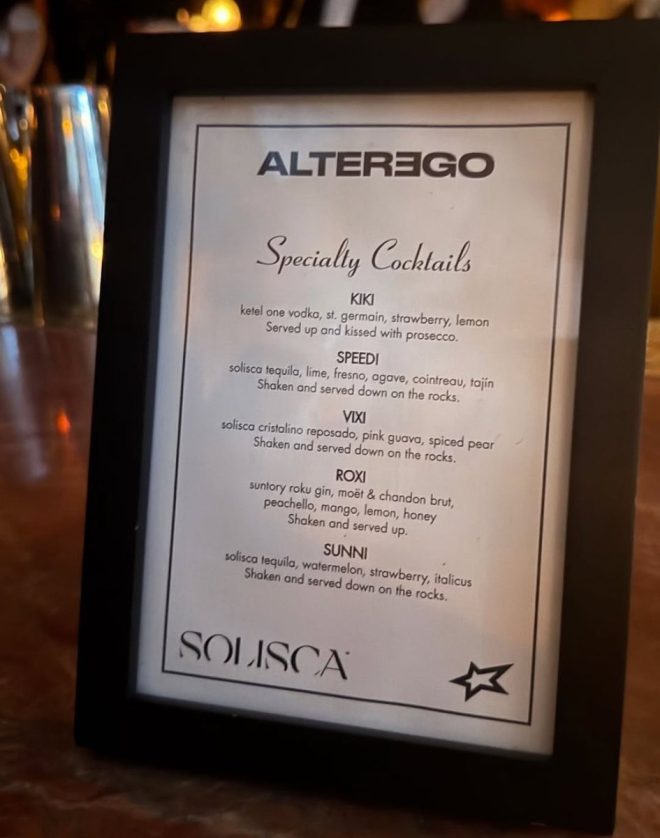 ALTERƎGO
Specialty Cocktails
KIKI
ketel one vodka, st. germain, strawberry, lemon
Served up and kissed with prosecco.
SPEEDI
solisca tequila, lime, fresno, agave, cointreau, tajín
Shaken and served down on the rocks.
VIXI
solisca cristalino reposado, pink guava, spiced pear
Shaken and served down on the rocks.
ROXI
suntory roku gin, moët & chandon brut,
peachello, mango, lemon, honey
Shaken and served up.
SUNNI
solisca tequila, watermelon, strawberry, italicus
Shaken and served down on the rocks.
SOLISCA